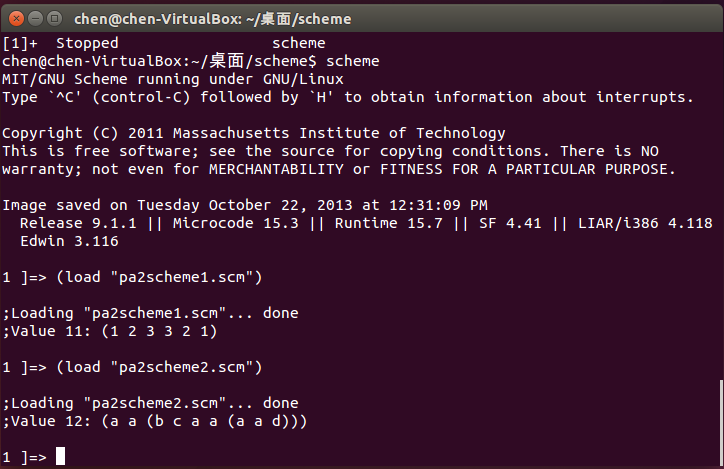 chen@chen-VirtualBox: ~/桌面/scheme
[1]+  Stopped                 scheme
chen@chen-VirtualBox:~/桌面/scheme$ scheme
MIT/GNU Scheme running under GNU/Linux
Type `^C' (control-C) followed by `H' to obtain information about interrupts.
Copyright (C) 2011 Massachusetts Institute of Technology
This is free software; see the source for copying conditions. There is NO
warranty; not even for MERCHANTABILITY or FITNESS FOR A PARTICULAR PURPOSE.
Image saved on Tuesday October 22, 2013 at 12:31:09 PM
  Release 9.1.1 || Microcode 15.3 || Runtime 15.7 || SF 4.41 || LIAR/i386 4.118
  Edwin 3.116
1 ]=> (load "pa2scheme1.scm")
;Loading "pa2scheme1.scm"... done
;Value 11: (1 2 3 3 2 1)
1 ]=> (load "pa2scheme2.scm")
;Loading "pa2scheme2.scm"... done
;Value 12: (a a (b c a a (a a d)))
1 ]=>